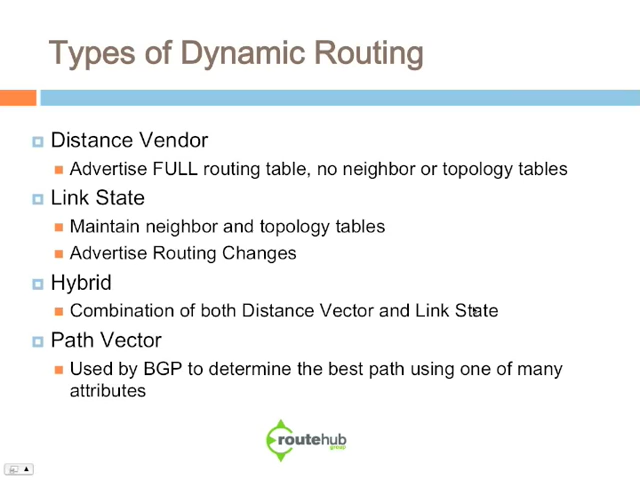 Types of Dynamic Routing
Distance Vendor
Advertise FULL routing table, no neighbor or topology tables
Link State
Maintain neighbor and topology tables
Advertise Routing Changes
Hybrid
Combination of both Distance Vector and Link State
Path Vector
Used by BGP to determine the best path using one of many
attributes
routehub
group